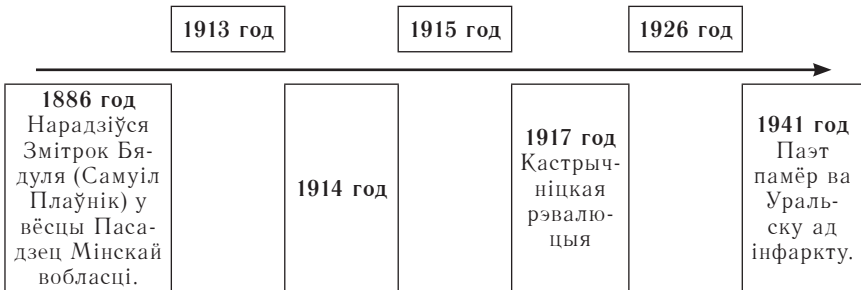 1913 год
1915 год
1926 год
1886 год
Нарадзіўся
Змітрок Бя-
дуля (Самуіл
Плаўнік) у
вёсцы Паса-
дзец Мінскай
вобласці.
1914 год
1917 год
Кастрыч-
ніцкая
рэвалю-
цыя
1941 год
Паэт
памёр ва
Ураль-
ску ад
інфаркту.